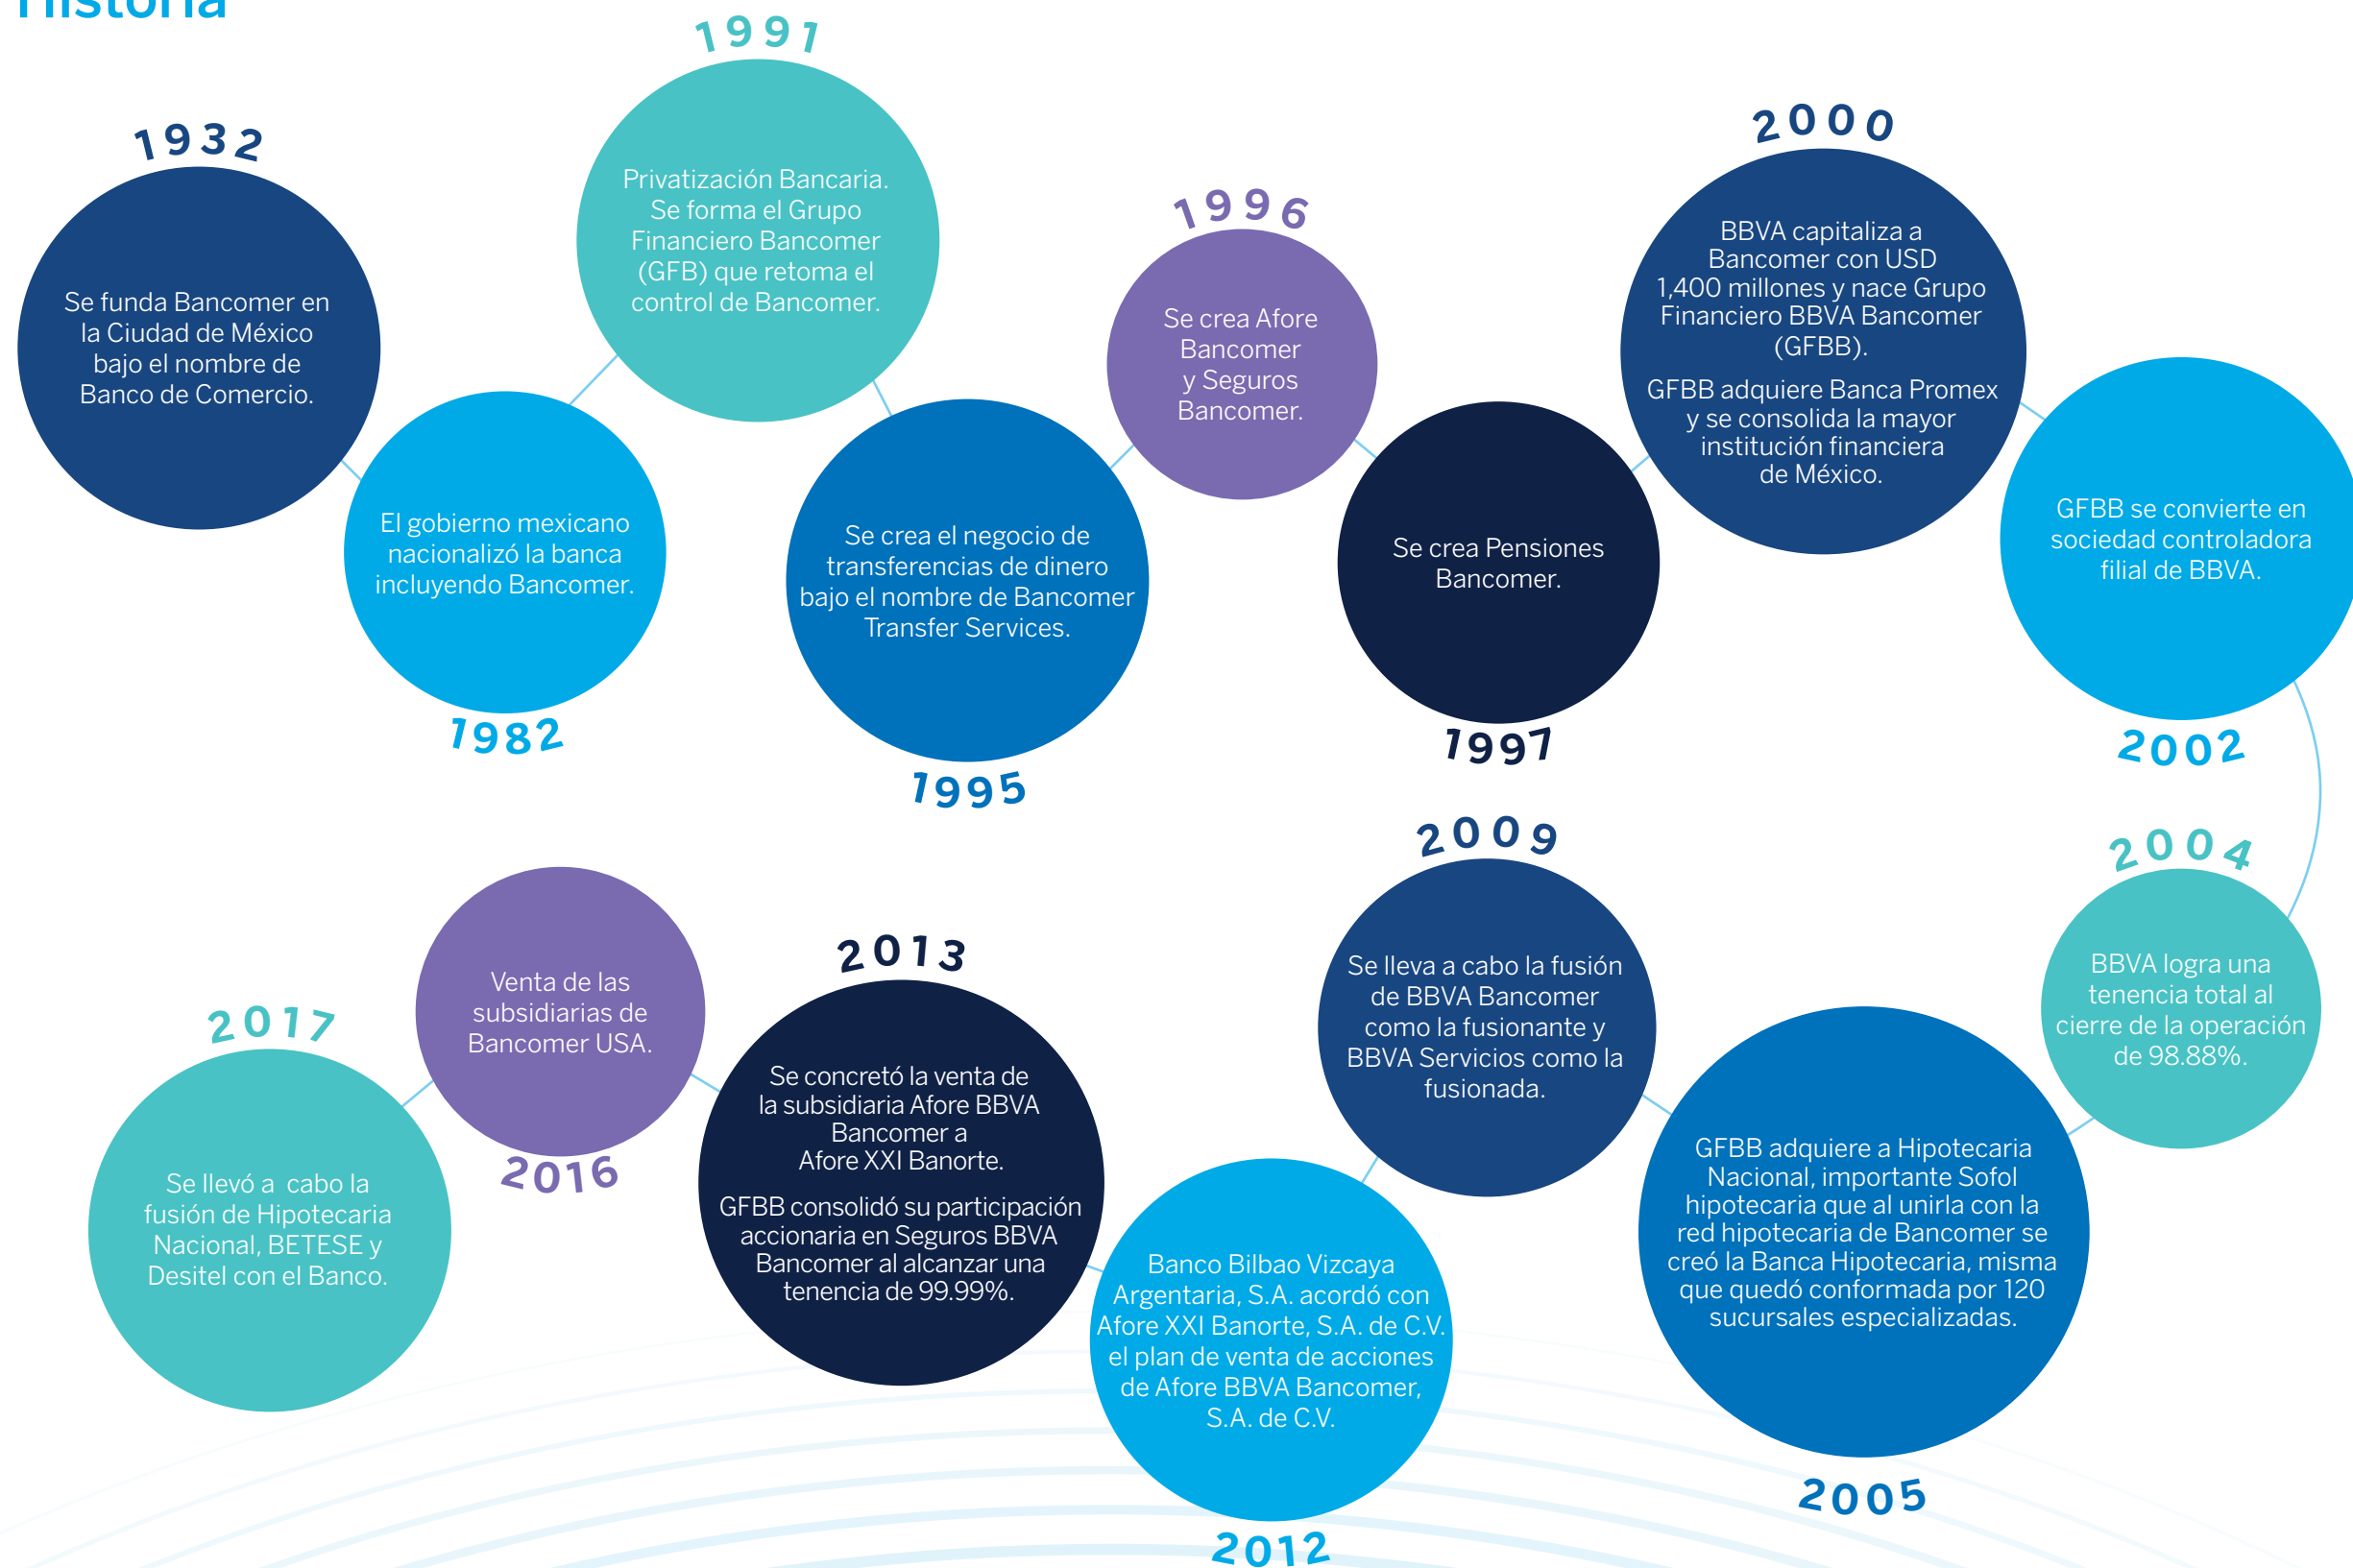 Historia
1932
Se funda Bancomer en
la Ciudad de México
bajo el nombre de
Banco de Comercio.
El gobierno mexicano
nacionalizó la banca
incluyendo Bancomer.
1982
1991
Privatización Bancaria.
Se forma el Grupo
Financiero Bancomer
(GFB) que retoma el
control de Bancomer.
Se crea el negocio de
transferencias de dinero
bajo el nombre de Bancomer
Transfer Services.
1995
1996
Se crea Afore
Bancomer
y Seguros
Bancomer.
Se crea Pensiones
Bancomer.
1997
2000
BBVA capitaliza a
Bancomer con USD
1,400 millones y nace Grupo
Financiero BBVA Bancomer
(GFBB).
GFBB adquiere Banca Promex
y se consolida la mayor
institución financiera
de México.
GFBB se convierte en
sociedad controladora
filial de BBVA.
2002
2004
BBVA logra una
tenencia total al
cierre de la operación
de 98.88%.
GFBB adquiere a Hipotecaria
Nacional, importante Sofol
hipotecaria que al unirla con la
red hipotecaria de Bancomer se
creó la Banca Hipotecaria, misma
que quedó conformada por 120
sucursales especializadas.
2005
2009
Se lleva a cabo la fusión
de BBVA Bancomer
como la fusionante y
BBVA Servicios como la
fusionada.
Banco Bilbao Vizcaya
Argentaria, S.A. acordó con
Afore XXI Banorte, S.A. de C.V.
el plan de venta de acciones
de Afore BBVA Bancomer,
S.A. de C.V.
2012
2013
Se concretó la venta de
la subsidiaria Afore BBVA
Bancomer a
Afore XXI Banorte.
GFBB consolidó su participación
accionaria en Seguros BBVA
Bancomer al alcanzar una
tenencia de 99.99%.
Venta de las
subsidiarias de
Bancomer USA.
2016
2017
Se llevó a cabo la
fusión de Hipotecaria
Nacional, BETESE y
Desitel con el Banco.